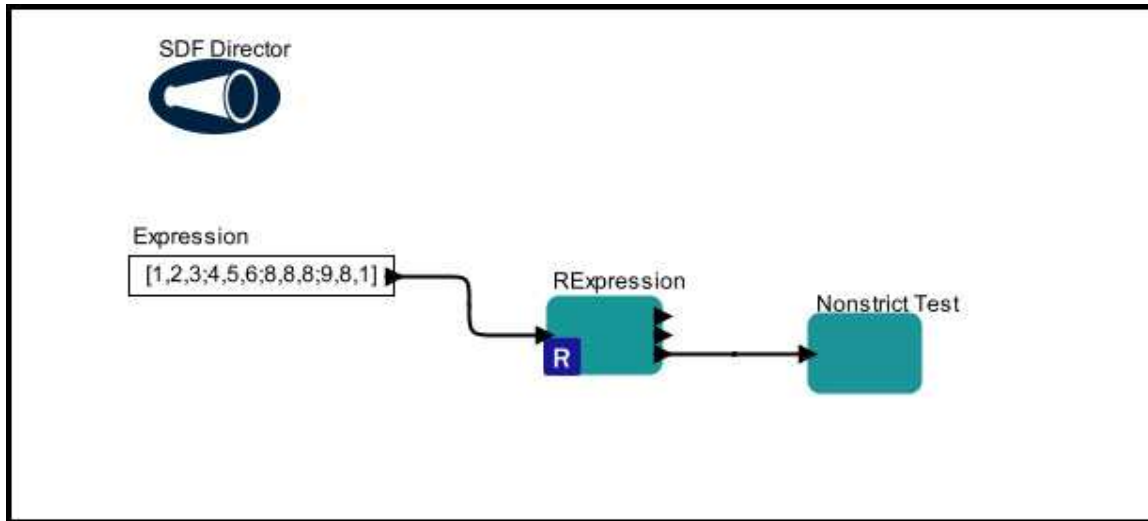 SDF Director
Expression
[1,2,3;4,5,6;8,8,8;9,8,1]
RExpression
R
Nonstrict Test